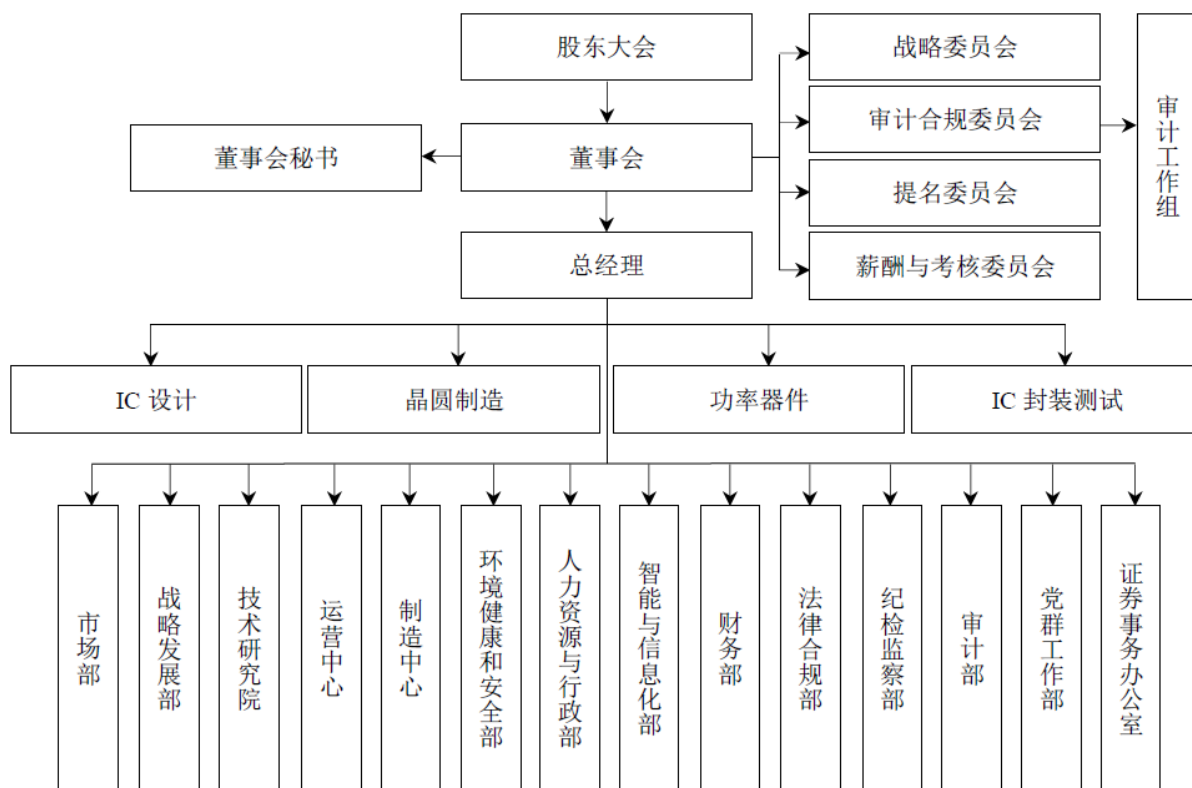 股东大会
战略委员会
审计合规委员会
审计工作组
董事会秘书
董事会
提名委员会
总经理
薪酬与考核委员会
IC 设计
晶圆制造
功率器件
IC 封装测试
市场部
战略发展部
技术研究院
运营中心
制造中心
环境健康和安全部
人力资源与行政部
智能与信息化部
财务部
法律合规部
纪检监察部
审计部
党群工作部
证券事务办公室